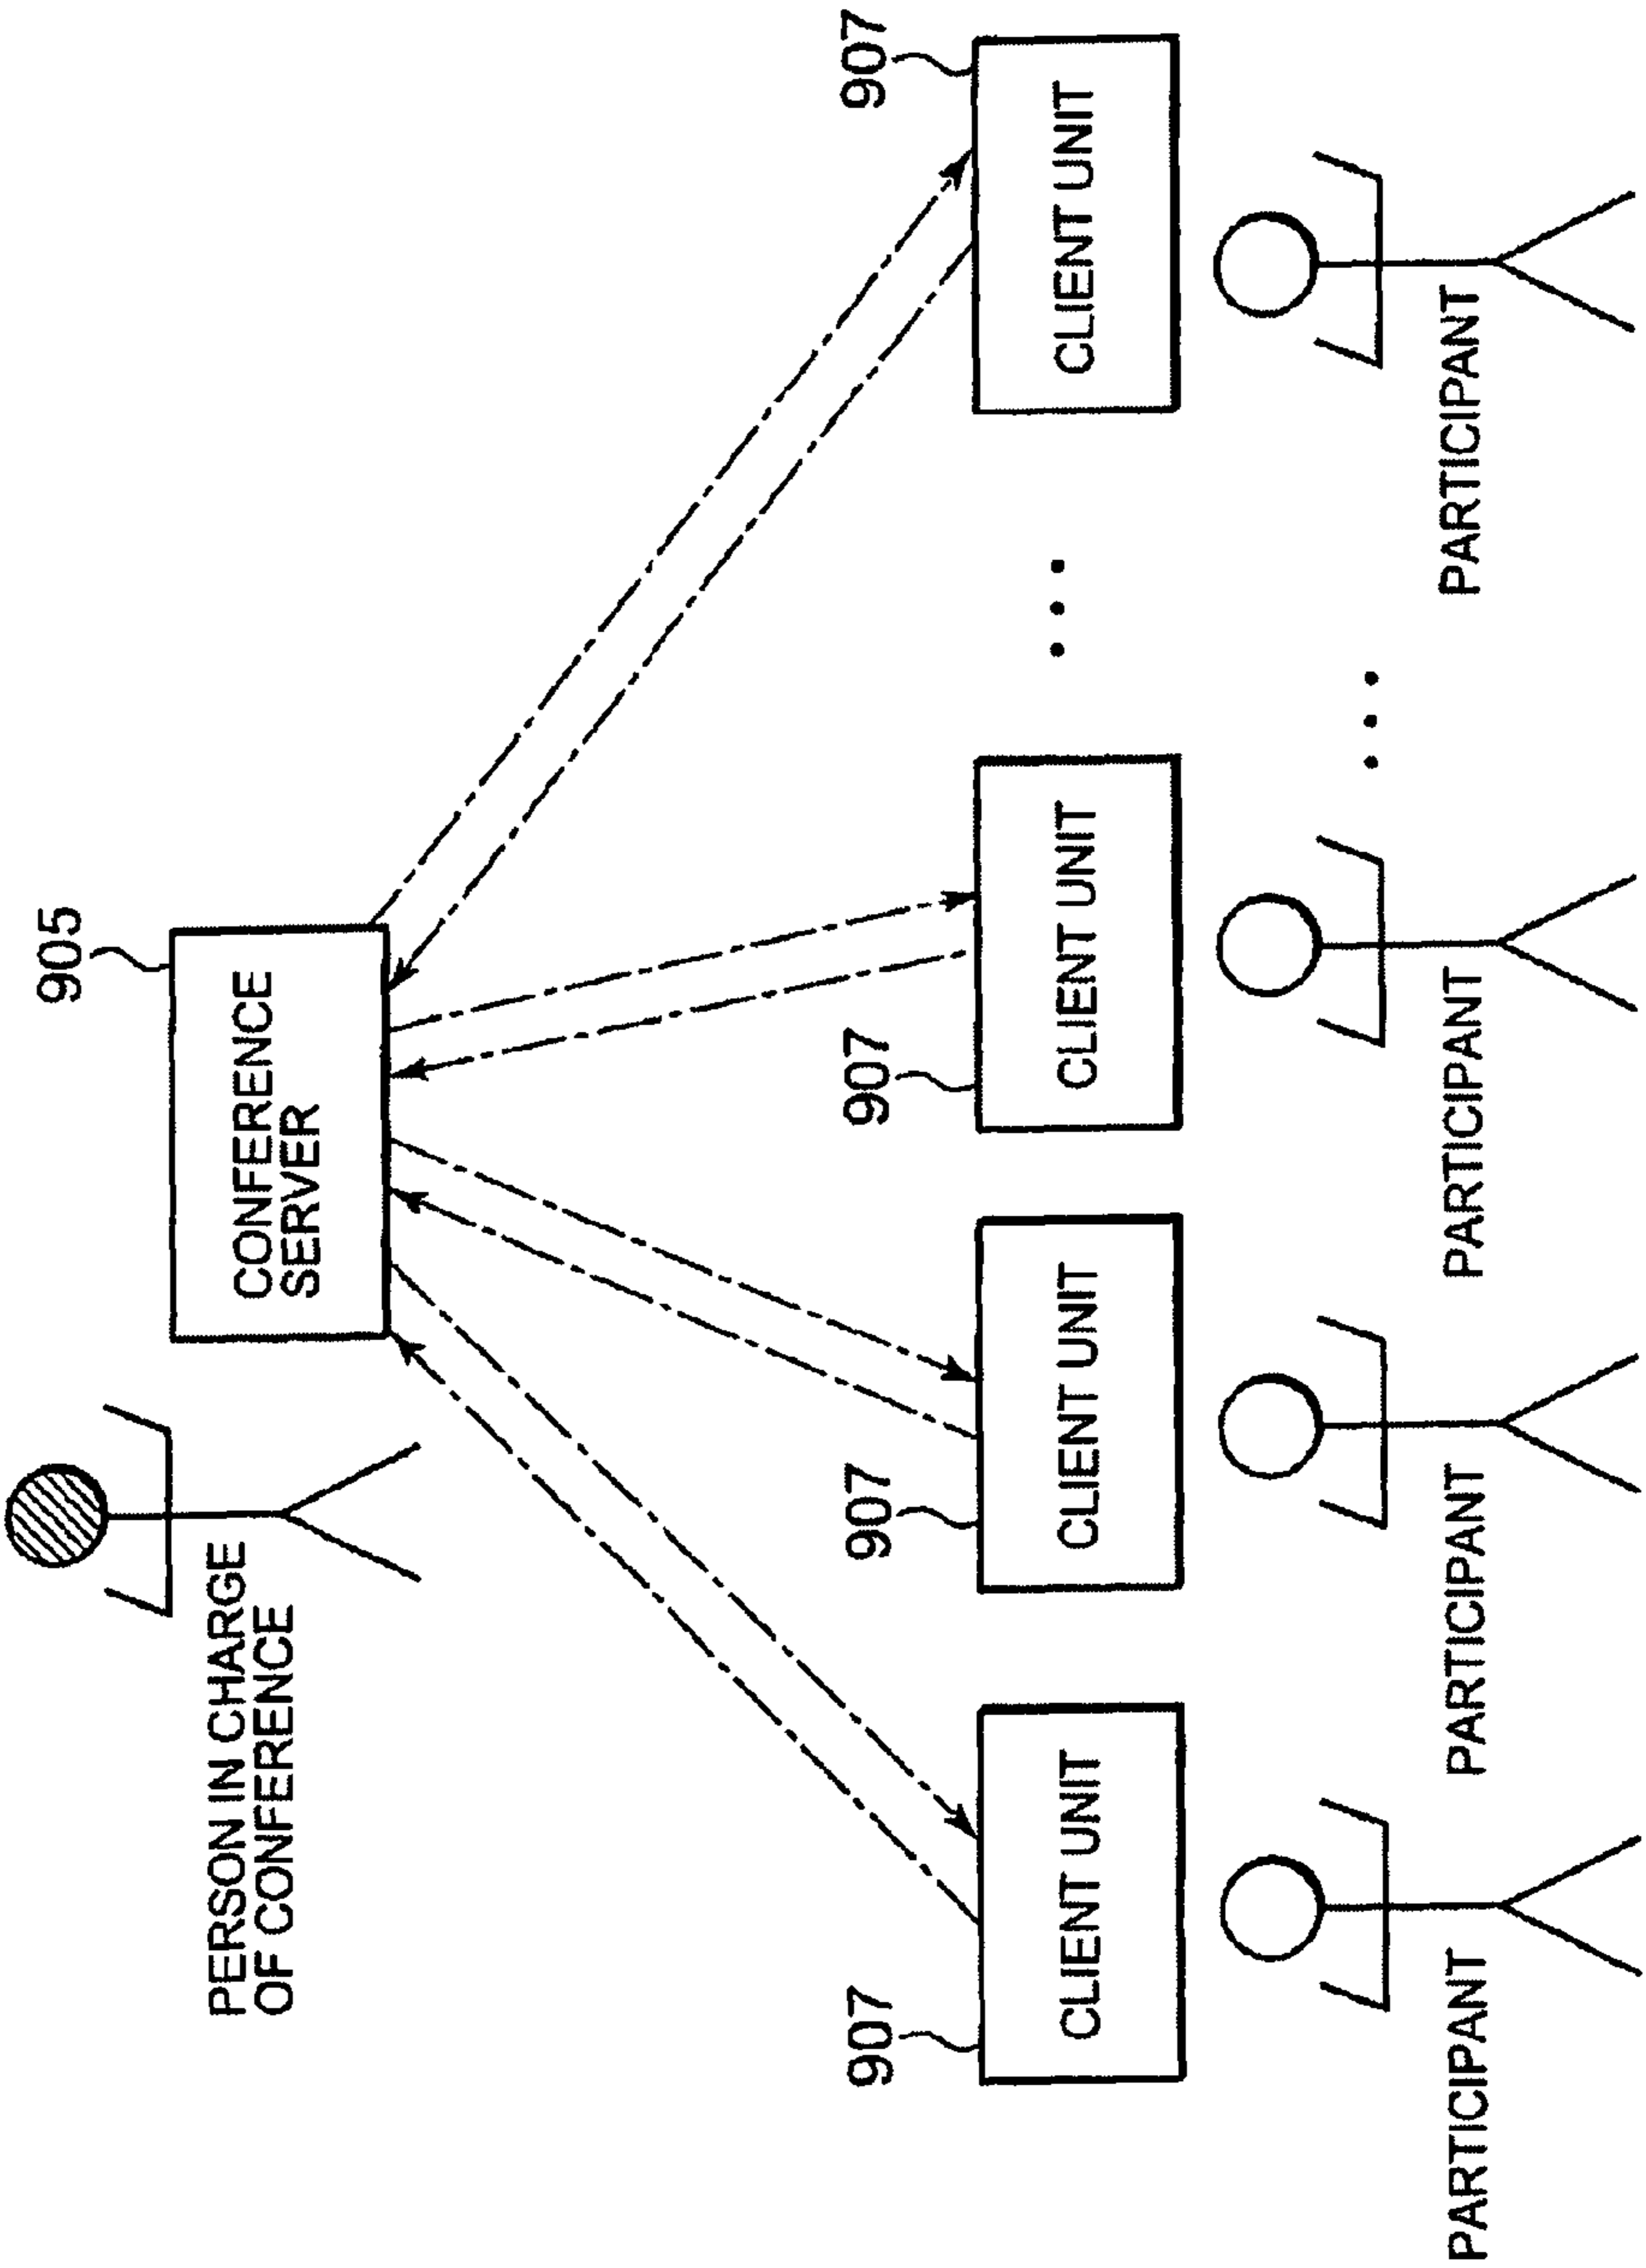 905
PERSON IN CHARGE
OF CONFERENCE
CONFERENCE
SERVER
907
907
907
907
CLIENT UNIT
CLIENT UNIT
CLIENT UNIT
CLIENT UNIT
PARTICIPANT
PARTICIPANT
PARTICIPANT
PARTICIPANT